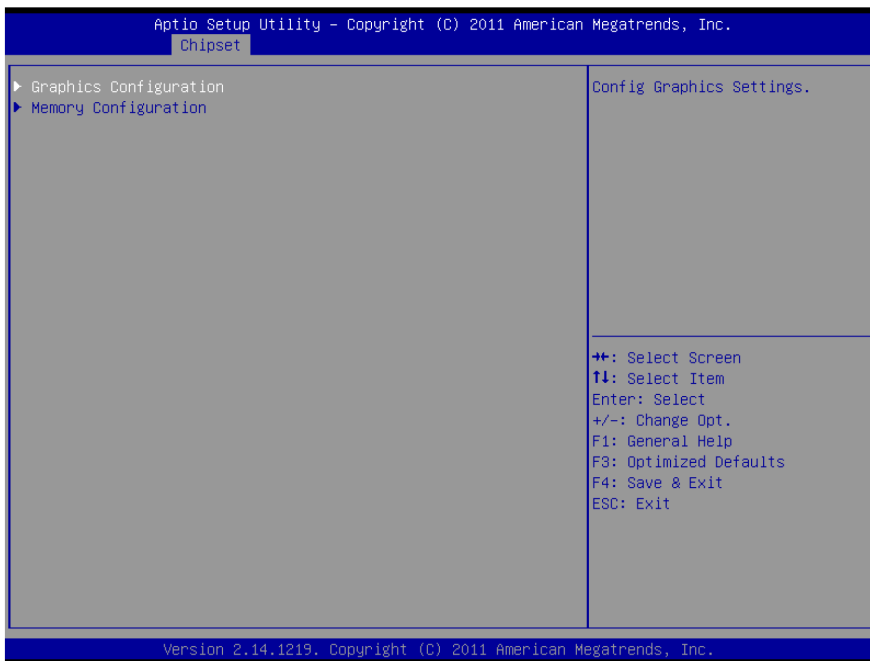 Aptio Setup Utility – Copyright (C) 2011 American Megatrends, Inc.
Chipset
▶ Graphics Configuration
▶ Memory Configuration
Config Graphics Settings.
→←: Select Screen
↑↓: Select Item
Enter: Select
+/-: Change Opt.
F1: General Help
F3: Optimized Defaults
F4: Save & Exit
ESC: Exit
Version 2.14.1219. Copyright (C) 2011 American Megatrends, Inc.